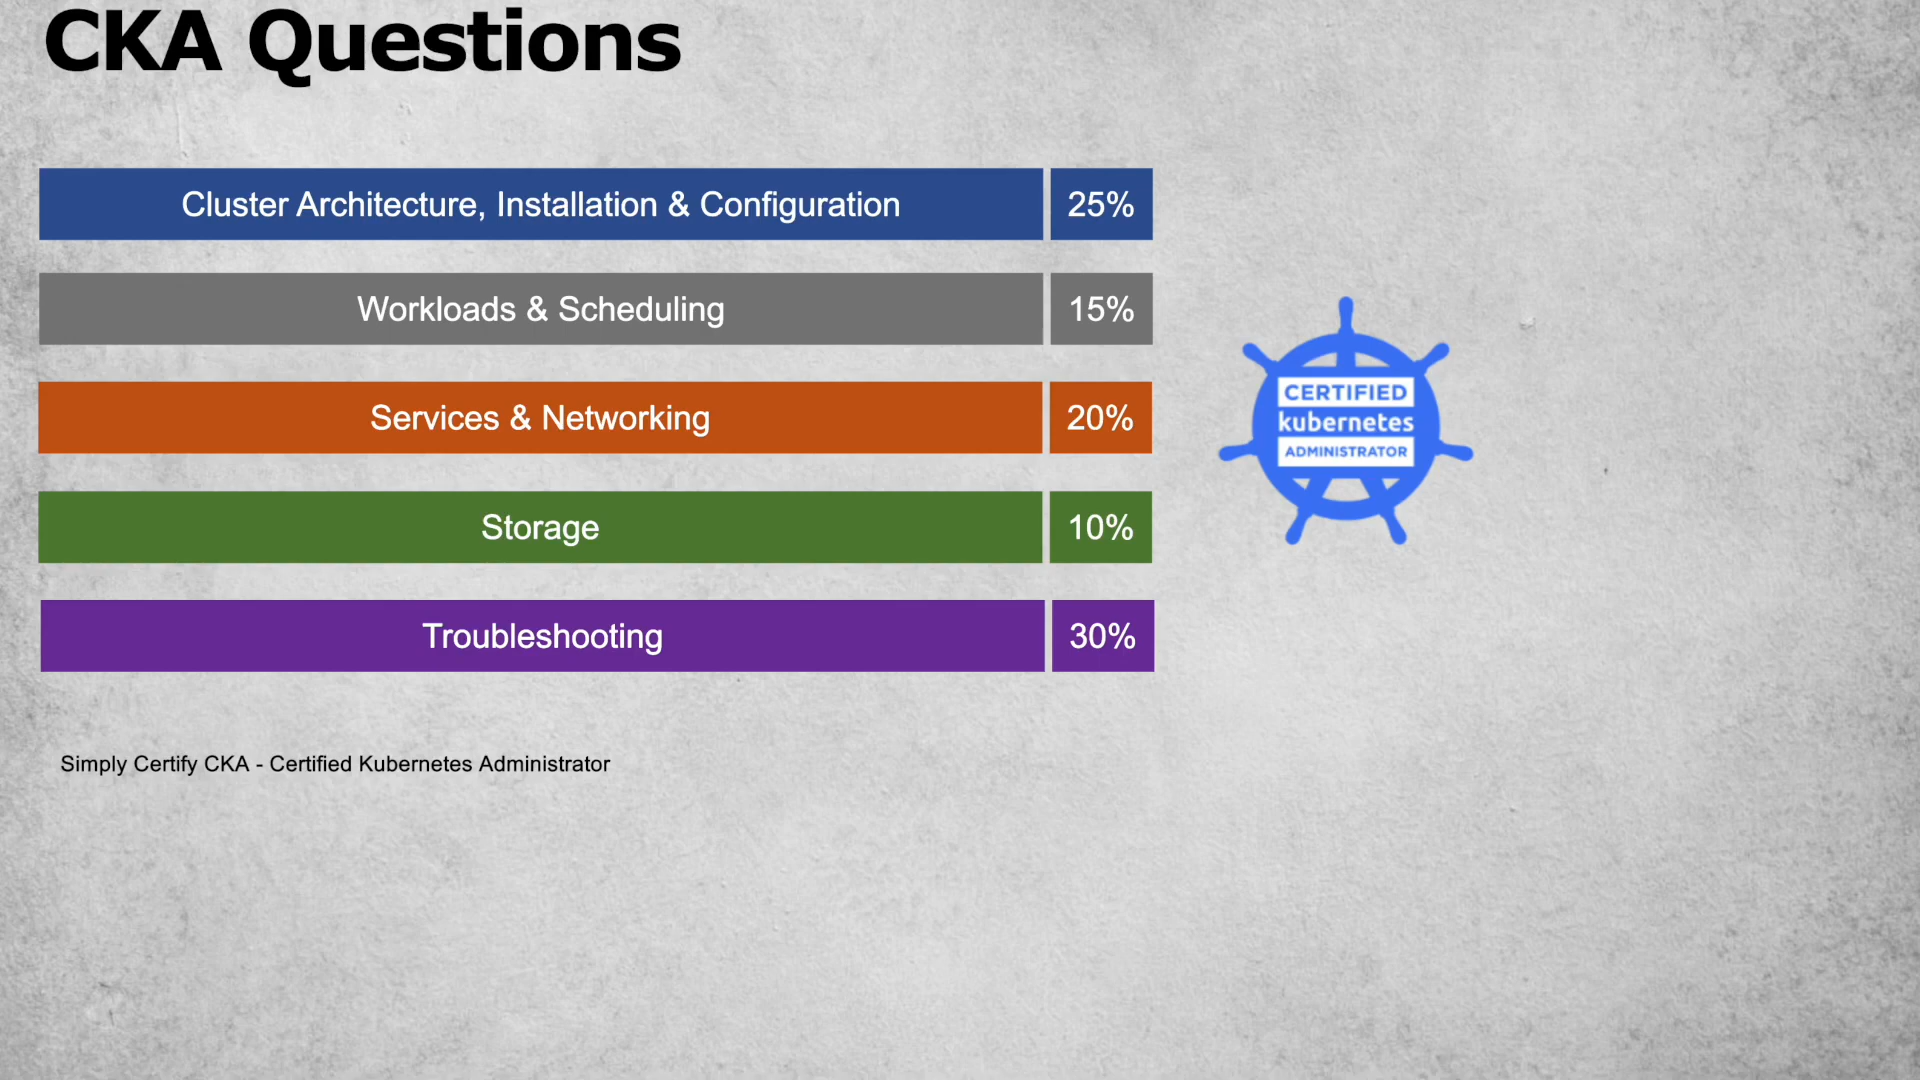 CKA Questions
Cluster Architecture, Installation & Configuration 25%
Workloads & Scheduling 15%
Services & Networking 20%
Storage 10%
Troubleshooting 30%
CERTIFIED
kubernetes
ADMINISTRATOR
Simply Certify CKA - Certified Kubernetes Administrator